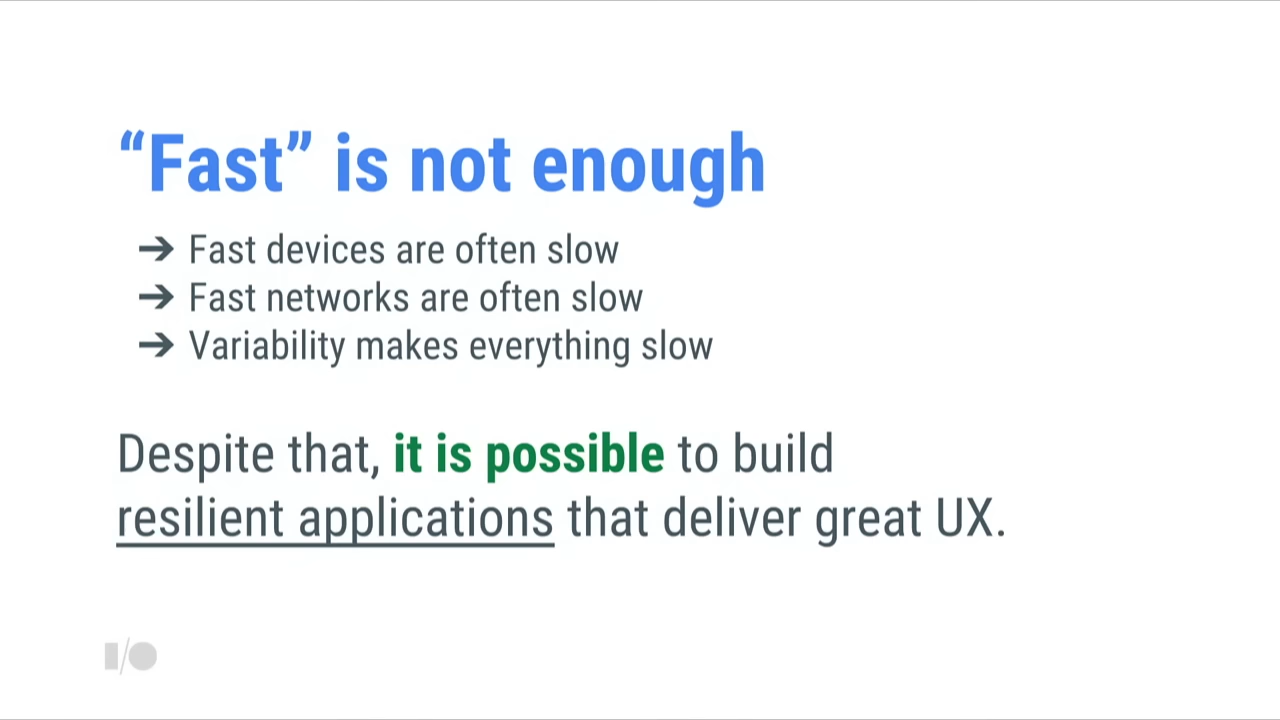 “Fast” is not enough
➔ Fast devices are often slow
➔ Fast networks are often slow
➔ Variability makes everything slow
Despite that, it is possible to build
resilient applications that deliver great UX.
I/O